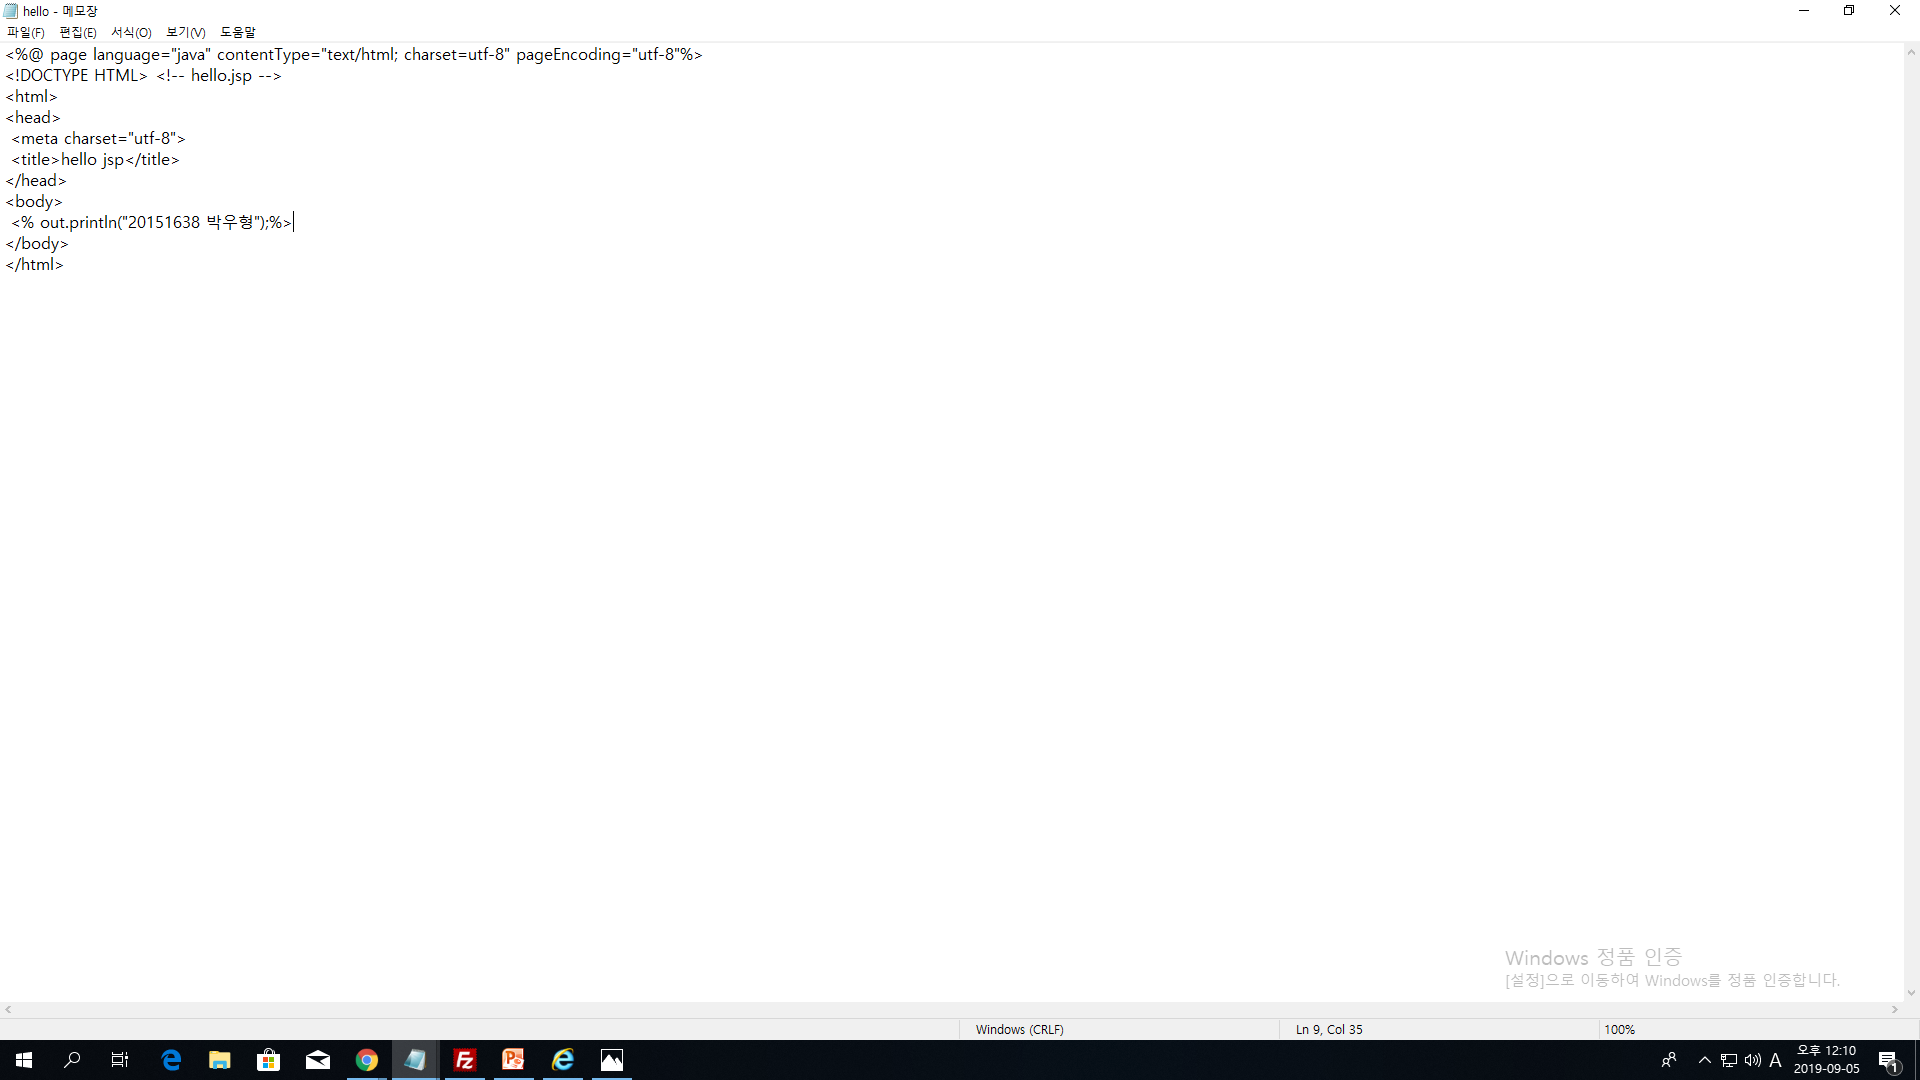 hello - 메모장
파일(F) 편집(E) 서식(O) 보기(V) 도움말
<%@ page language="java" contentType="text/html; charset=utf-8" pageEncoding="utf-8"%>
<!DOCTYPE HTML> <!-- hello.jsp -->
<html>
<head>
 <meta charset="utf-8">
 <title>hello jsp</title>
</head>
<body>
 <% out.println("20151638 박우형");%>
</body>
</html>
Windows 정품 인증
[설정]으로 이동하여 Windows를 정품 인증합니다.
Windows (CRLF) Ln 9, Col 35 100%
A 오후 12:10
2019-09-05 1